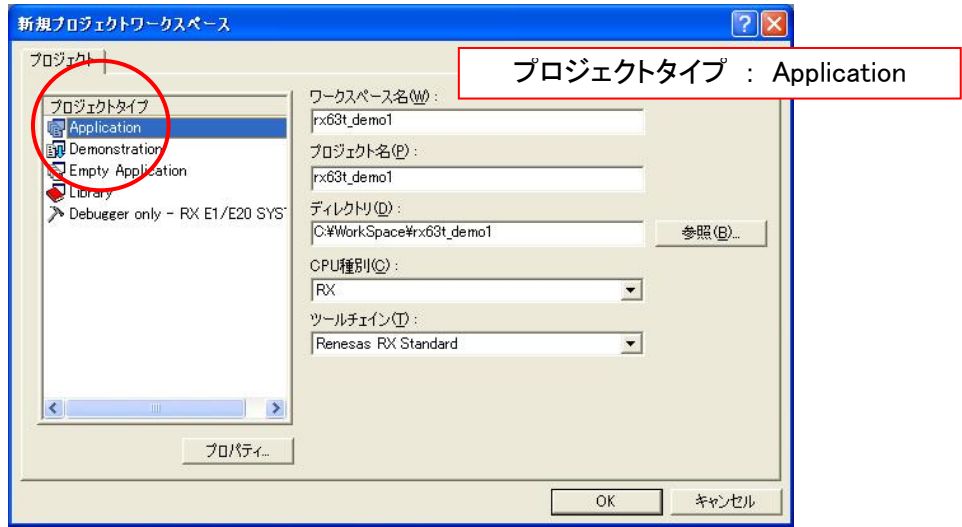 新規プロジェクトワークスペース
プロジェクト
プロジェクトタイプ : Application
プロジェクトタイプ
Application
Demonstration
Empty Application
Library
Debugger only - RX E1/E20 SYS
ワークスペース名(W) :
rx63t_demo1
プロジェクト名(P) :
rx63t_demo1
ディレクトリ(D) :
C:¥WorkSpace¥rx63t_demo1
参照(B)...
CPU種別(C) :
RX
ツールチェイン(T) :
Renesas RX Standard
プロパティ...
OK
キャンセル